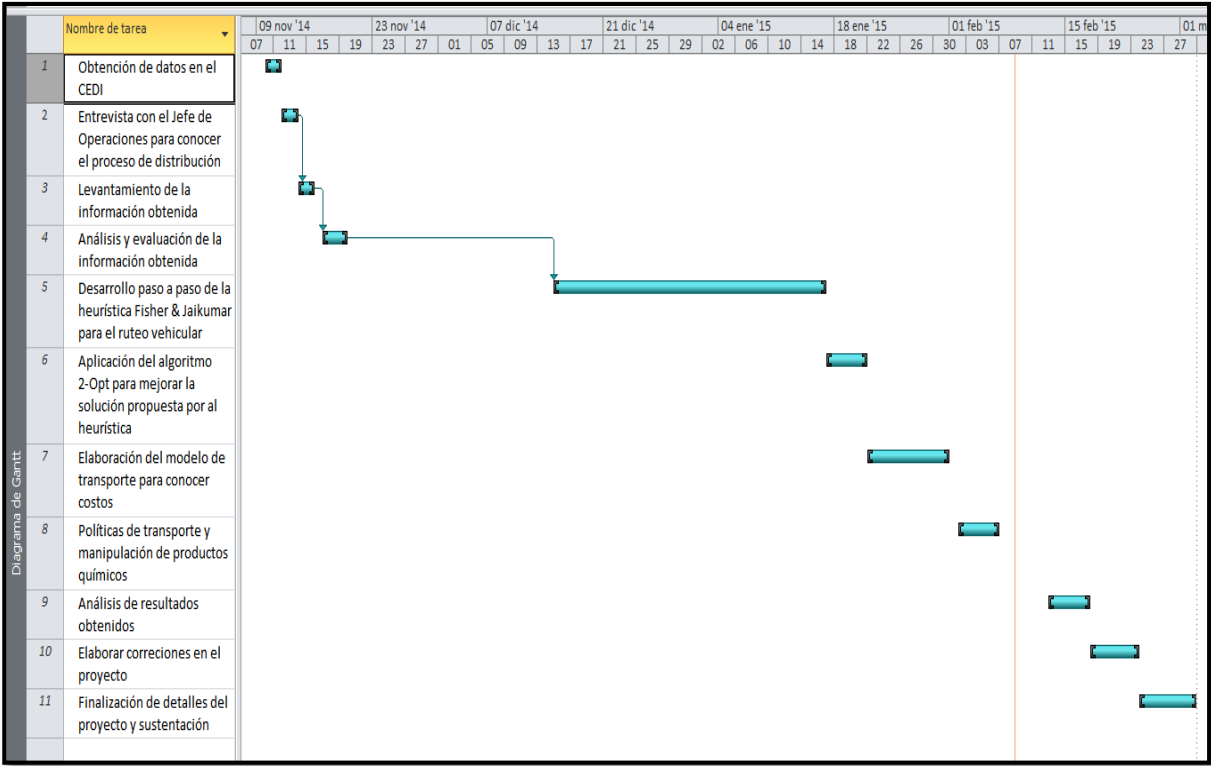 Nombre de tarea
09 nov '14 23 nov '14 07 dic '14 21 dic '14 04 ene '15 18 ene '15 01 feb '15 15 feb '15 01 m
07 11 15 19 23 27 01 05 09 13 17 21 25 29 02 06 10 14 18 22 26 30 03 07 11 15 19 23 27
1 Obtención de datos en el
CEDI
2 Entrevista con el Jefe de
Operaciones para conocer
el proceso de distribución
3 Levantamiento de la
información obtenida
4 Análisis y evaluación de la
información obtenida
5 Desarrollo paso a paso de la
heurística Fisher & Jaikumar
para el ruteo vehicular
6 Aplicación del algoritmo
2-Opt para mejorar la
solución propuesta por al
heurística
7 Elaboración del modelo de
transporte para conocer
costos
8 Políticas de transporte y
manipulación de productos
químicos
9 Análisis de resultados
obtenidos
10 Elaborar correciones en el
proyecto
11 Finalización de detalles del
proyecto y sustentación
Diagrama de Gantt